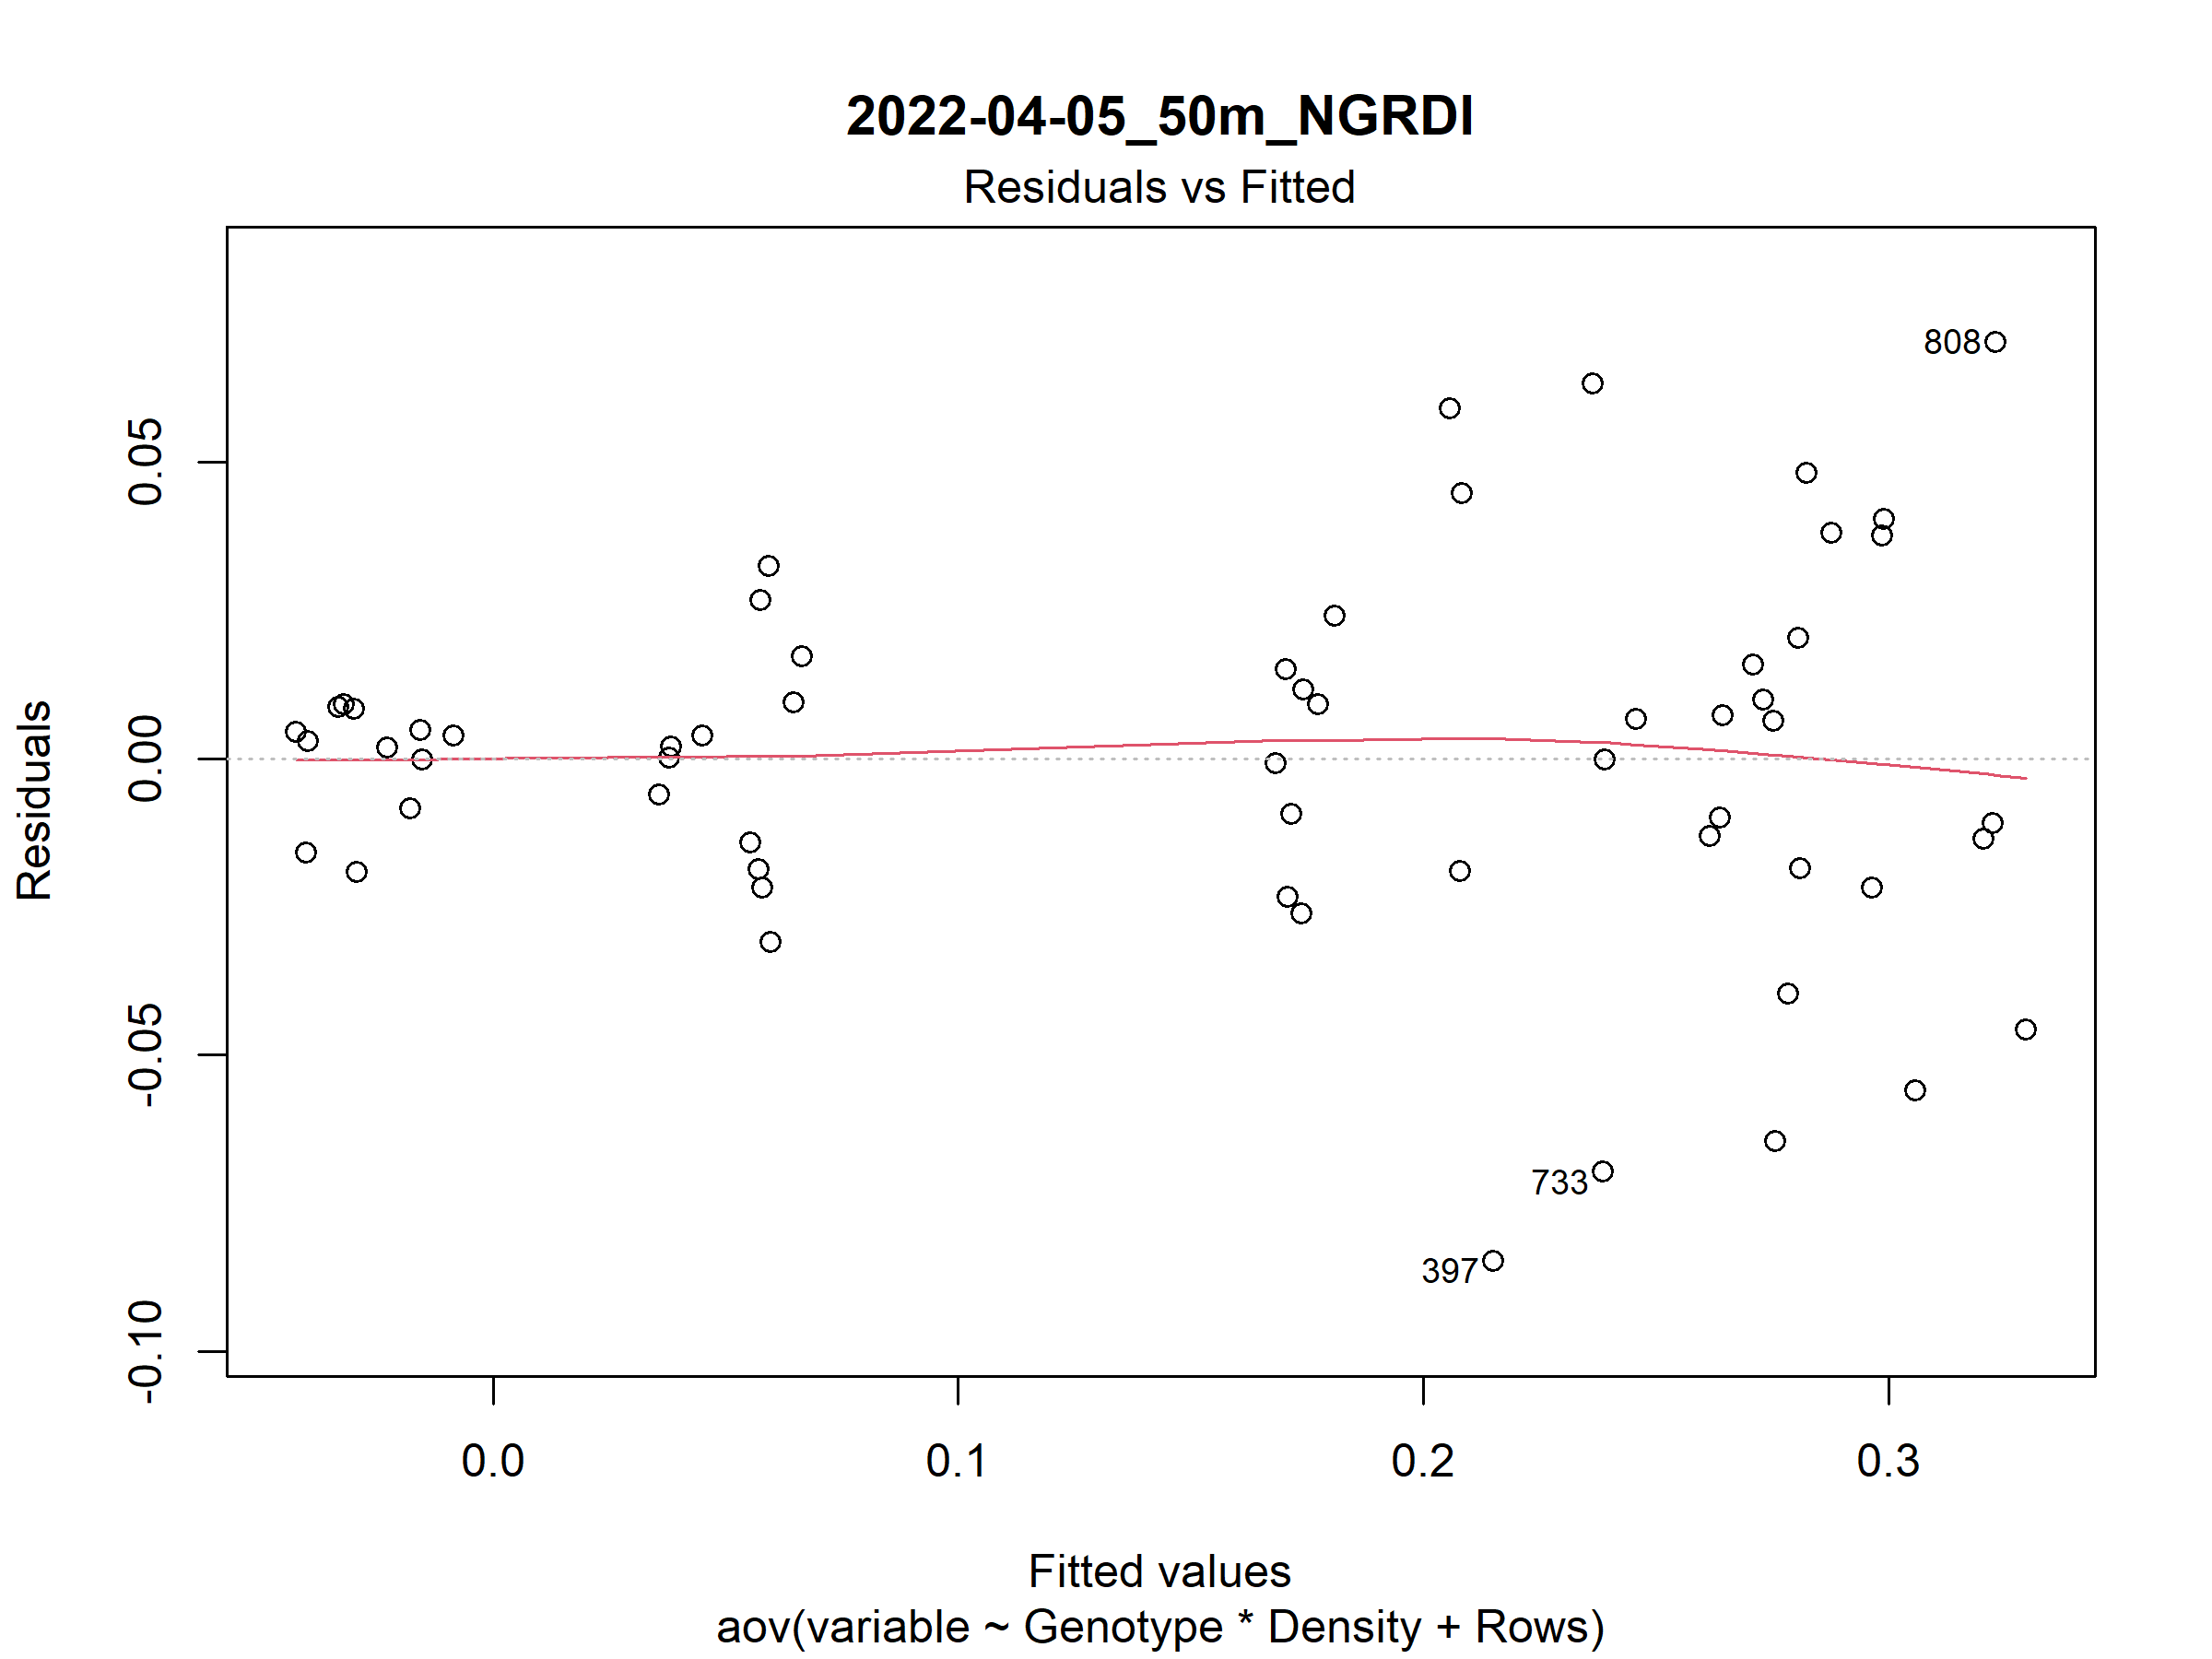 2022-04-05_50m_NGRDI
Residuals vs Fitted
808
733
397
Residuals
0.05
0.00
-0.05
-0.10
0.0
0.1
0.2
0.3
Fitted values
aov(variable ~ Genotype * Density + Rows)